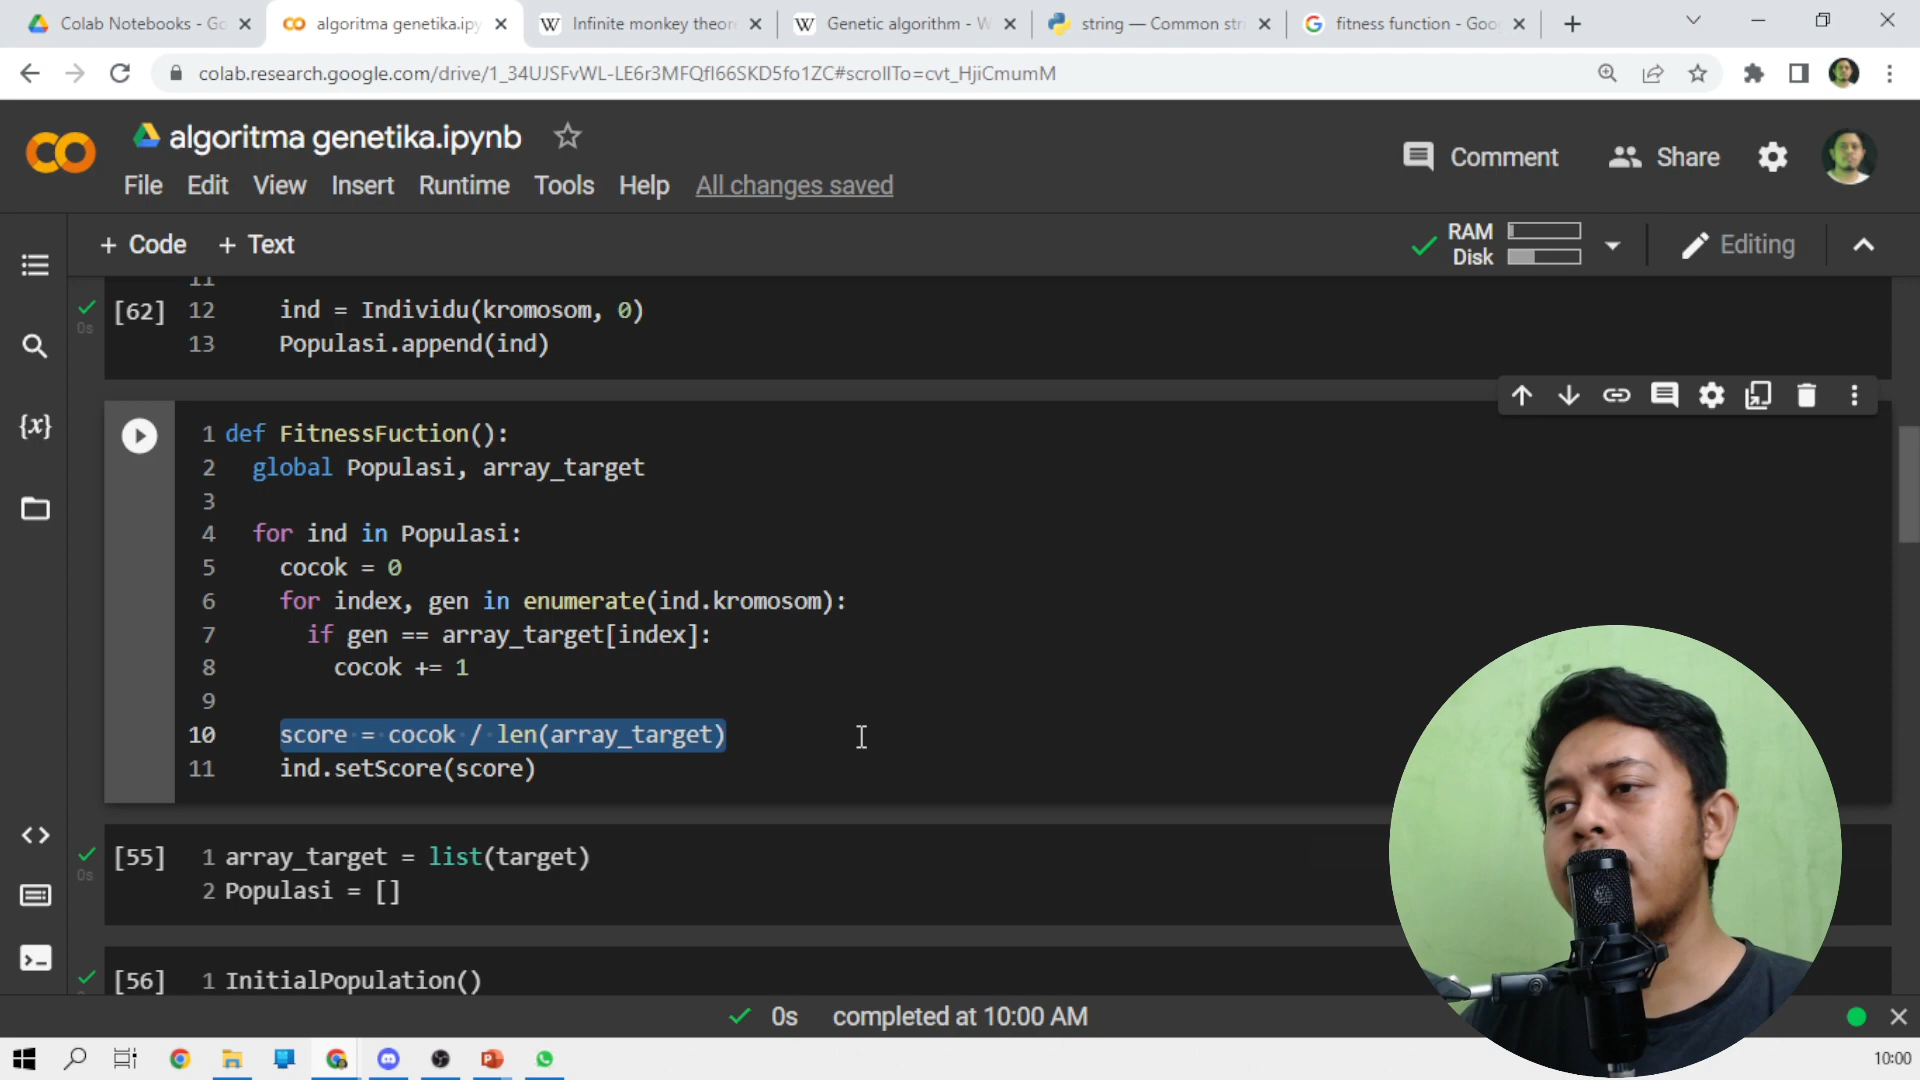 Colab Notebooks - Go
algoritma genetika.ipy
Infinite monkey theore
Genetic algorithm - W
string — Common stri
fitness function - Goog
colab.research.google.com/drive/1_34UJSFvWL-LE6r3MFQfI66SKD5fo1ZC#scrollTo=cvt_HjiCmumM
algoritma genetika.ipynb
Comment
Share
File Edit View Insert Runtime Tools Help All changes saved
+ Code + Text
RAM
Disk
Editing
11
[62] 12 ind = Individu(kromosom, 0)
0s
13 Populasi.append(ind)
1 def FitnessFuction():
2 global Populasi, array_target
3
4 for ind in Populasi:
5 cocok = 0
6 for index, gen in enumerate(ind.kromosom):
7 if gen == array_target[index]:
8 cocok += 1
9
10 score = cocok / len(array_target)
11 ind.setScore(score)
[55] 1 array_target = list(target)
0s
2 Populasi = []
[56] 1 InitialPopulation()
0s completed at 10:00 AM
10:00